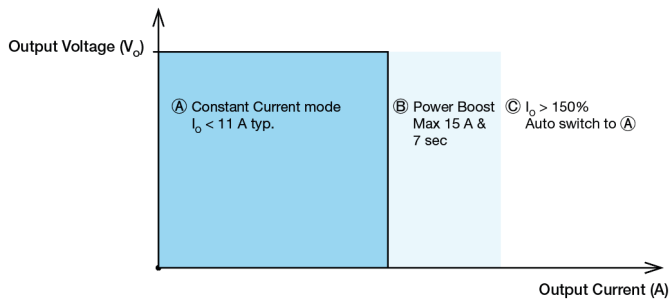 Output Voltage (Vo)
Ⓐ Constant Current mode
Io < 11 A typ.
Ⓑ Power Boost
Max 15 A &
7 sec
Ⓒ Io > 150%
Auto switch to Ⓐ
Output Current (A)